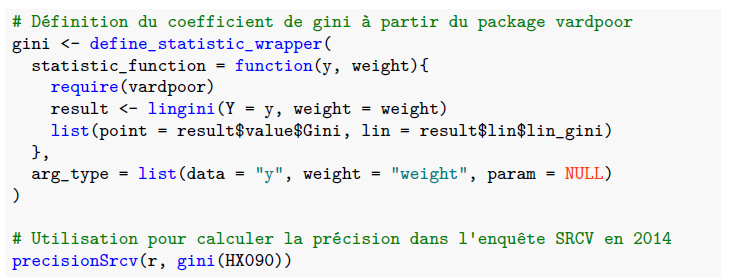 # Définition du coefficient de gini à partir du package vardpoor
gini <- define_statistic_wrapper(
  statistic_function = function(y, weight){
    require(vardpoor)
    result <- lingini(Y = y, weight = weight)
    list(point = result$value$Gini, lin = result$lin$lin_gini)
  },
  arg_type = list(data = "y", weight = "weight", param = NULL)
)

# Utilisation pour calculer la précision dans l'enquête SRCV en 2014
precisionSrcv(r, gini(HX090))